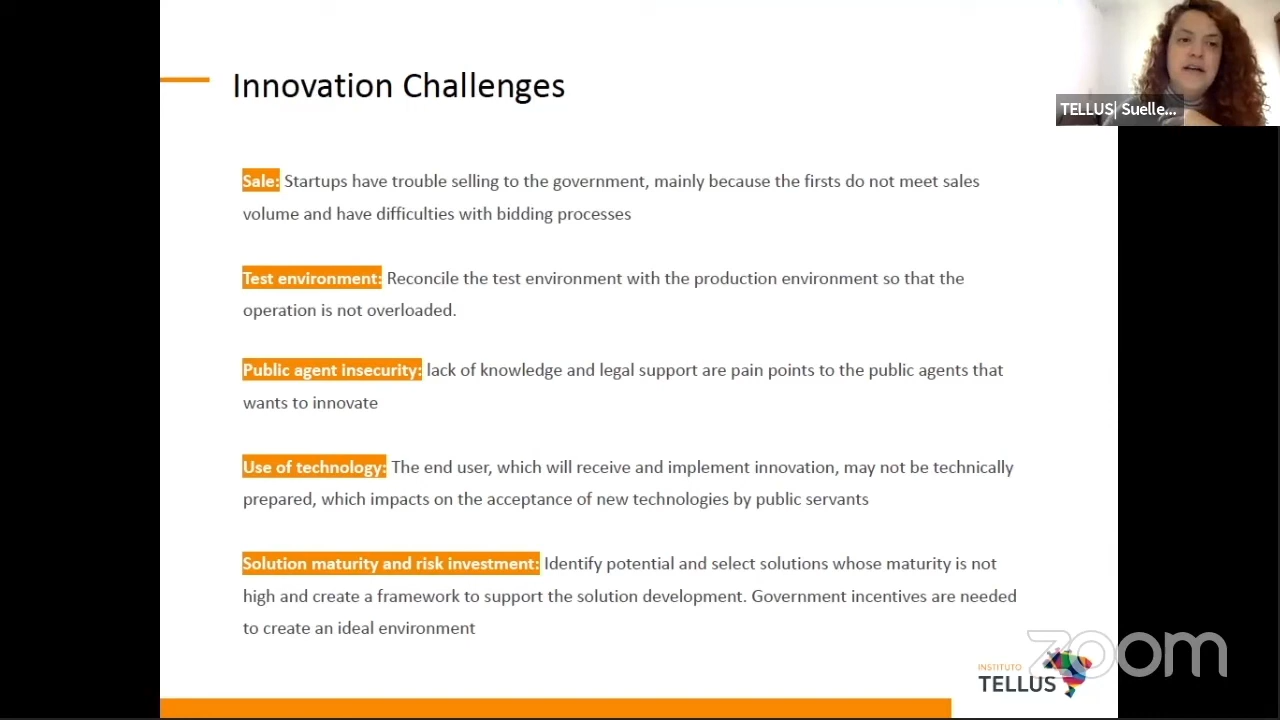 Innovation Challenges
TELLUS| Suelle...
Sale: Startups have trouble selling to the government, mainly because the firsts do not meet sales
volume and have difficulties with bidding processes
Test environment: Reconcile the test environment with the production environment so that the
operation is not overloaded.
Public agent insecurity: lack of knowledge and legal support are pain points to the public agents that
wants to innovate
Use of technology: The end user, which will receive and implement innovation, may not be technically
prepared, which impacts on the acceptance of new technologies by public servants
Solution maturity and risk investment: Identify potential and select solutions whose maturity is not
high and create a framework to support the solution development. Government incentives are needed
to create an ideal environment
INSTITUTO
TELLUS
zoom